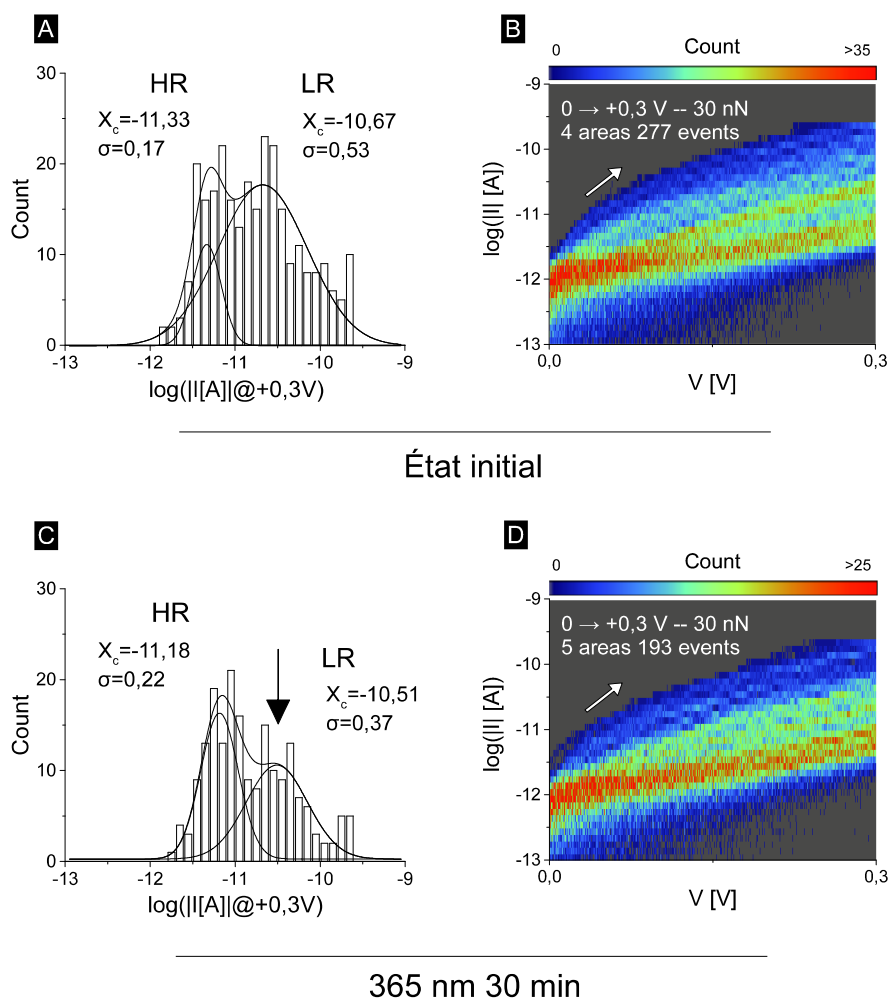 A
HR
LR
Xc=-11,33
σ=0,17
Xc=-10,67
σ=0,53
30
20
10
0
Count
-13
-12
-11
-10
-9
log(|I[A]|@+0,3V)
B
0
Count
>35
0 → +0,3 V -- 30 nN
4 areas 277 events
-9
-10
-11
-12
-13
log(|I| [A])
0,0
0,3
V [V]
État initial
C
HR
LR
Xc=-11,18
σ=0,22
Xc=-10,51
σ=0,37
30
20
10
0
Count
-13
-12
-11
-10
-9
log(|I[A]|@+0,3V)
D
0
Count
>25
0 → +0,3 V -- 30 nN
5 areas 193 events
-9
-10
-11
-12
-13
log(|I| [A])
0,0
0,3
V [V]
365 nm 30 min